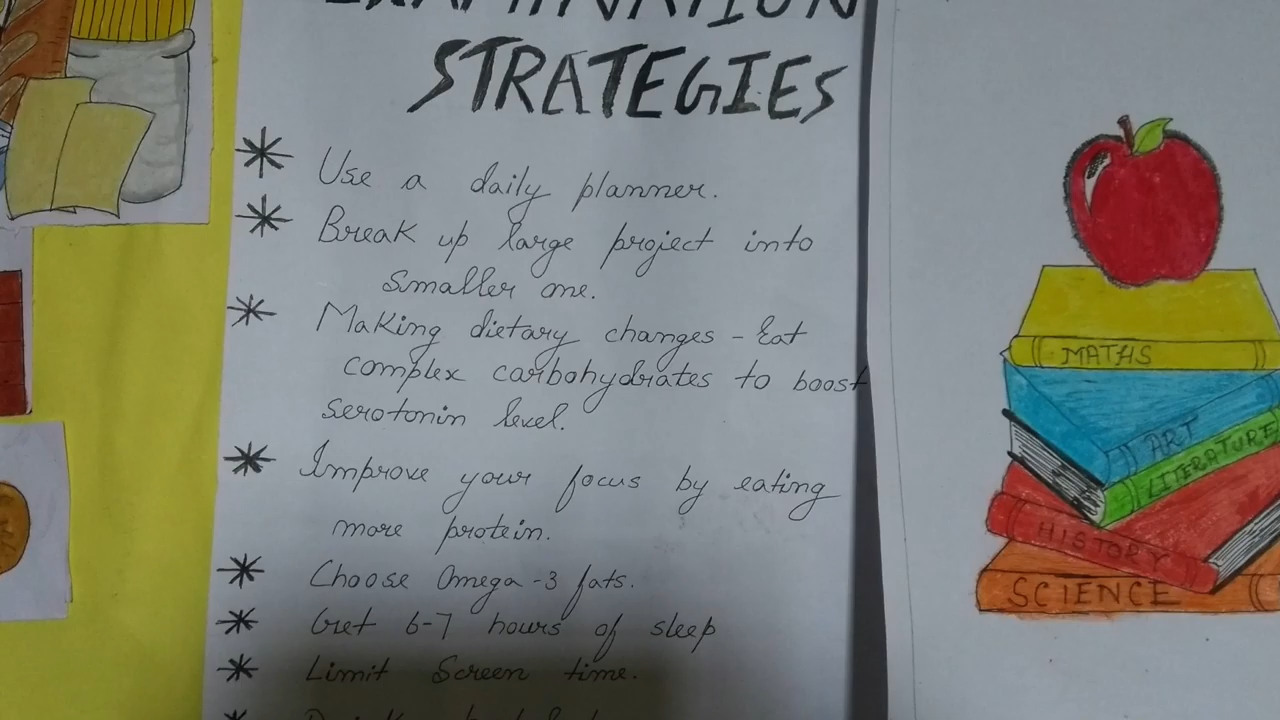 EXAMINATION
STRATEGIES
Use a daily planner.
Break up large project into
smaller one.
Making dietary changes - Eat
complex carbohydrates to boost
serotonin level.
Improve your focus by eating
more protein.
Choose Omega-3 fats.
Get 6-7 hours of sleep
Limit Screen time.
MATHS
ART
LITERATURE
HISTORY
SCIENCE